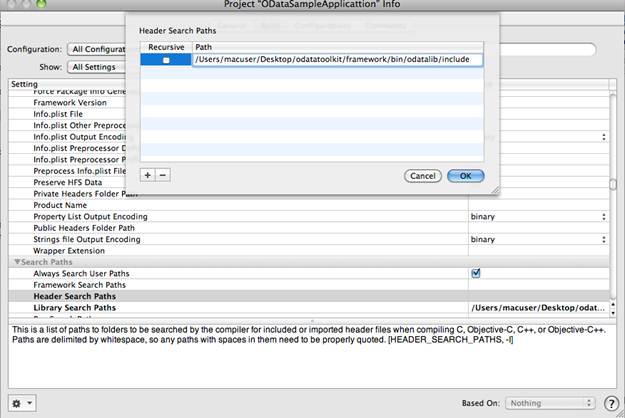 Project "ODataSampleApplicattion" Info
Header Search Paths
Recursive Path
/Users/macuser/Desktop/odatatoolkit/framework/bin/odatalib/include
Cancel OK
Configuration: All Configurat
Show: All Settings
Setting
Force Package Info Gene
Framework Version
Info.plist File
Info.plist Other Preproce
Info.plist Output Encoding
Info.plist Preprocessor D
Info.plist Preprocessor P
Preprocess Info.plist File
Preserve HFS Data
Private Headers Folder Path
Product Name
Property List Output Encoding binary
Public Headers Folder Path
Strings file Output Encoding binary
Wrapper Extension
Search Paths
Always Search User Paths
Framework Search Paths
Header Search Paths
Library Search Paths /Users/macuser/Desktop/odat...
This is a list of paths to folders to be searched by the compiler for included or imported header files when compiling C, Objective-C, C++, or Objective-C++.
Paths are delimited by whitespace, so any paths with spaces in them need to be properly quoted. [HEADER_SEARCH_PATHS, -I]
Based On: Nothing ?